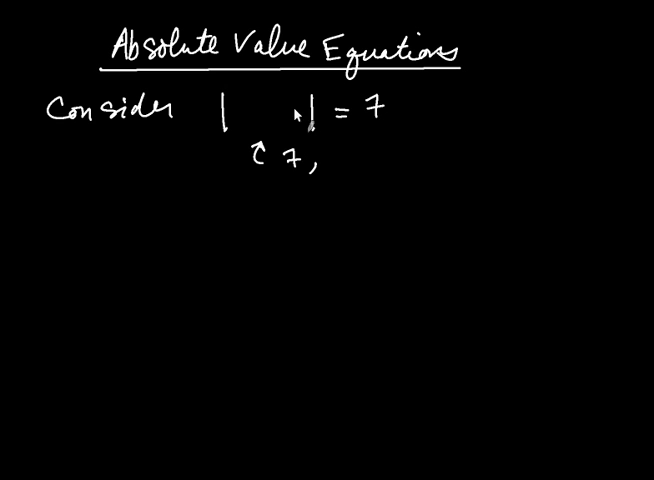 Absolute Value Equations
Consider | | = 7
7,